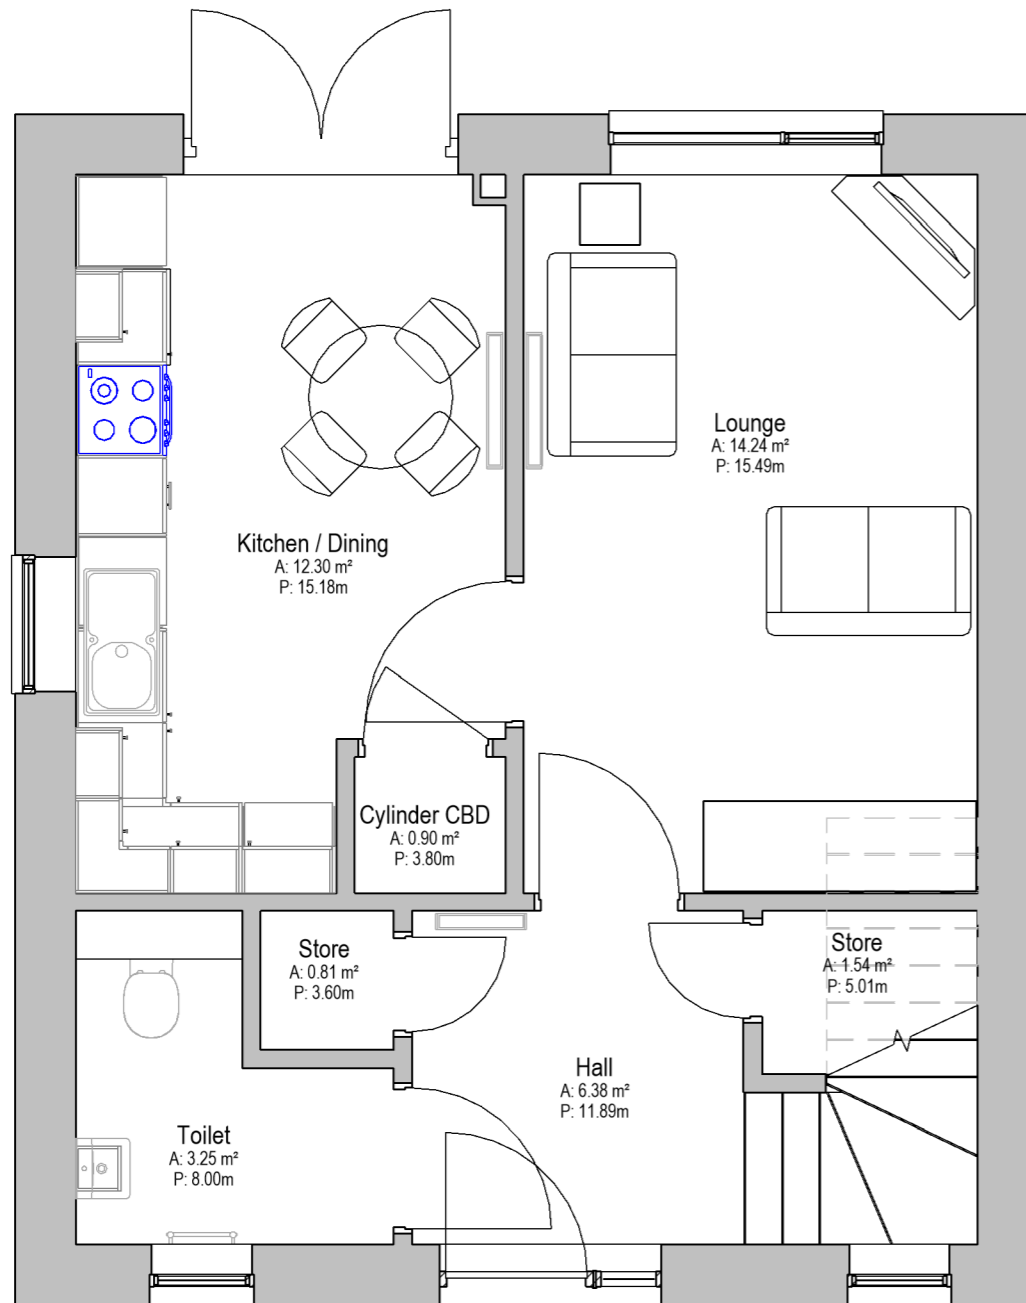 Lounge
A: 14.24 m²
P: 15.49m
Kitchen / Dining
A: 12.30 m²
P: 15.18m
Cylinder CBD
A: 0.90 m²
P: 3.80m
Store
A: 0.81 m²
P: 3.60m
Store
A: 1.54 m²
P: 5.01m
Hall
A: 6.38 m²
P: 11.89m
Toilet
A: 3.25 m²
P: 8.00m